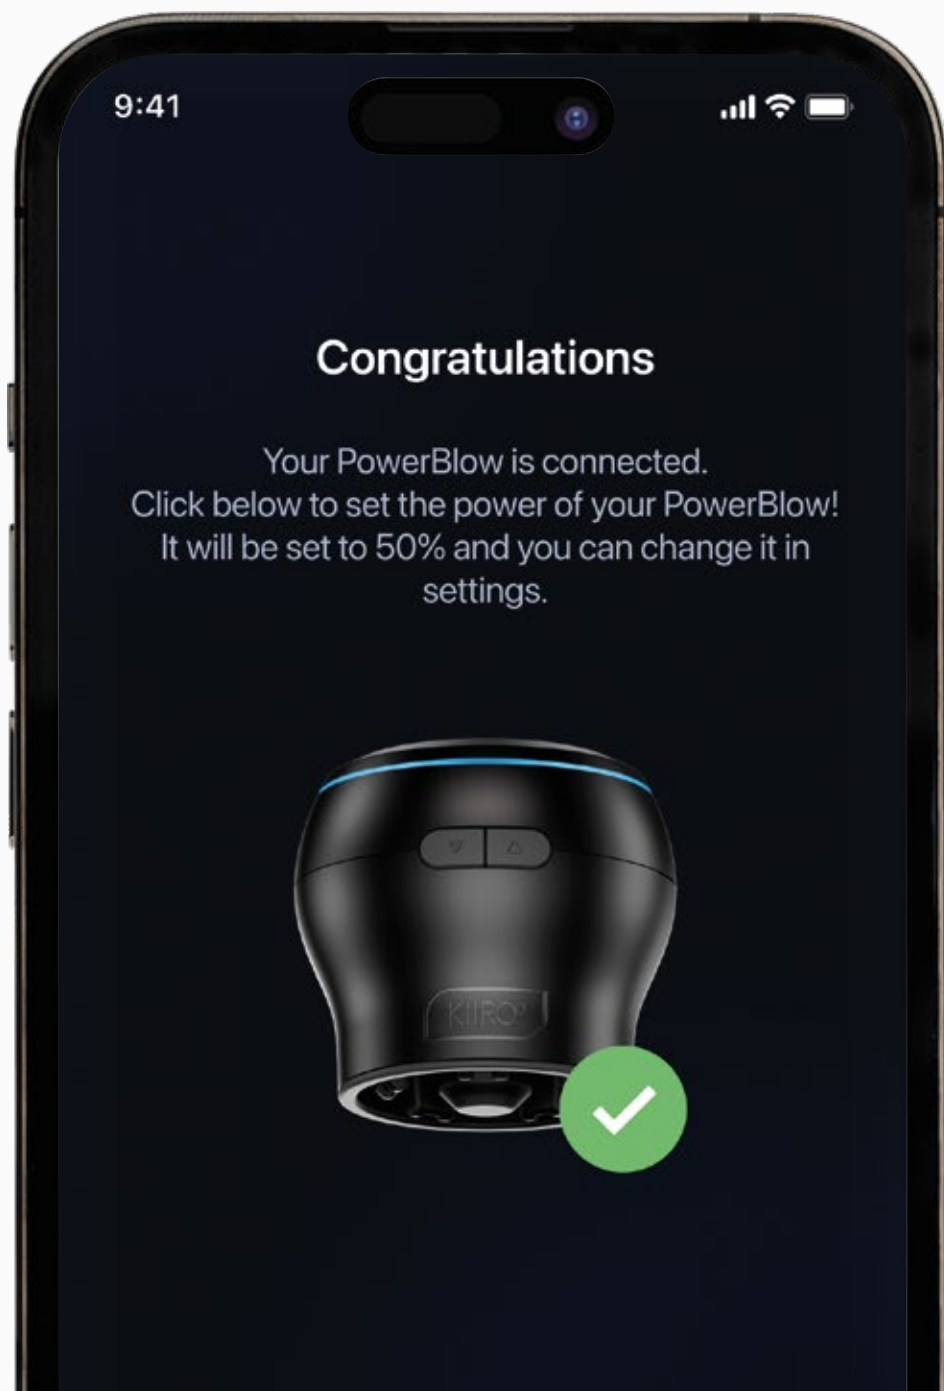 9:41
Congratulations
Your PowerBlow is connected.
Click below to set the power of your PowerBlow!
It will be set to 50% and you can change it in
settings.
KIIROO